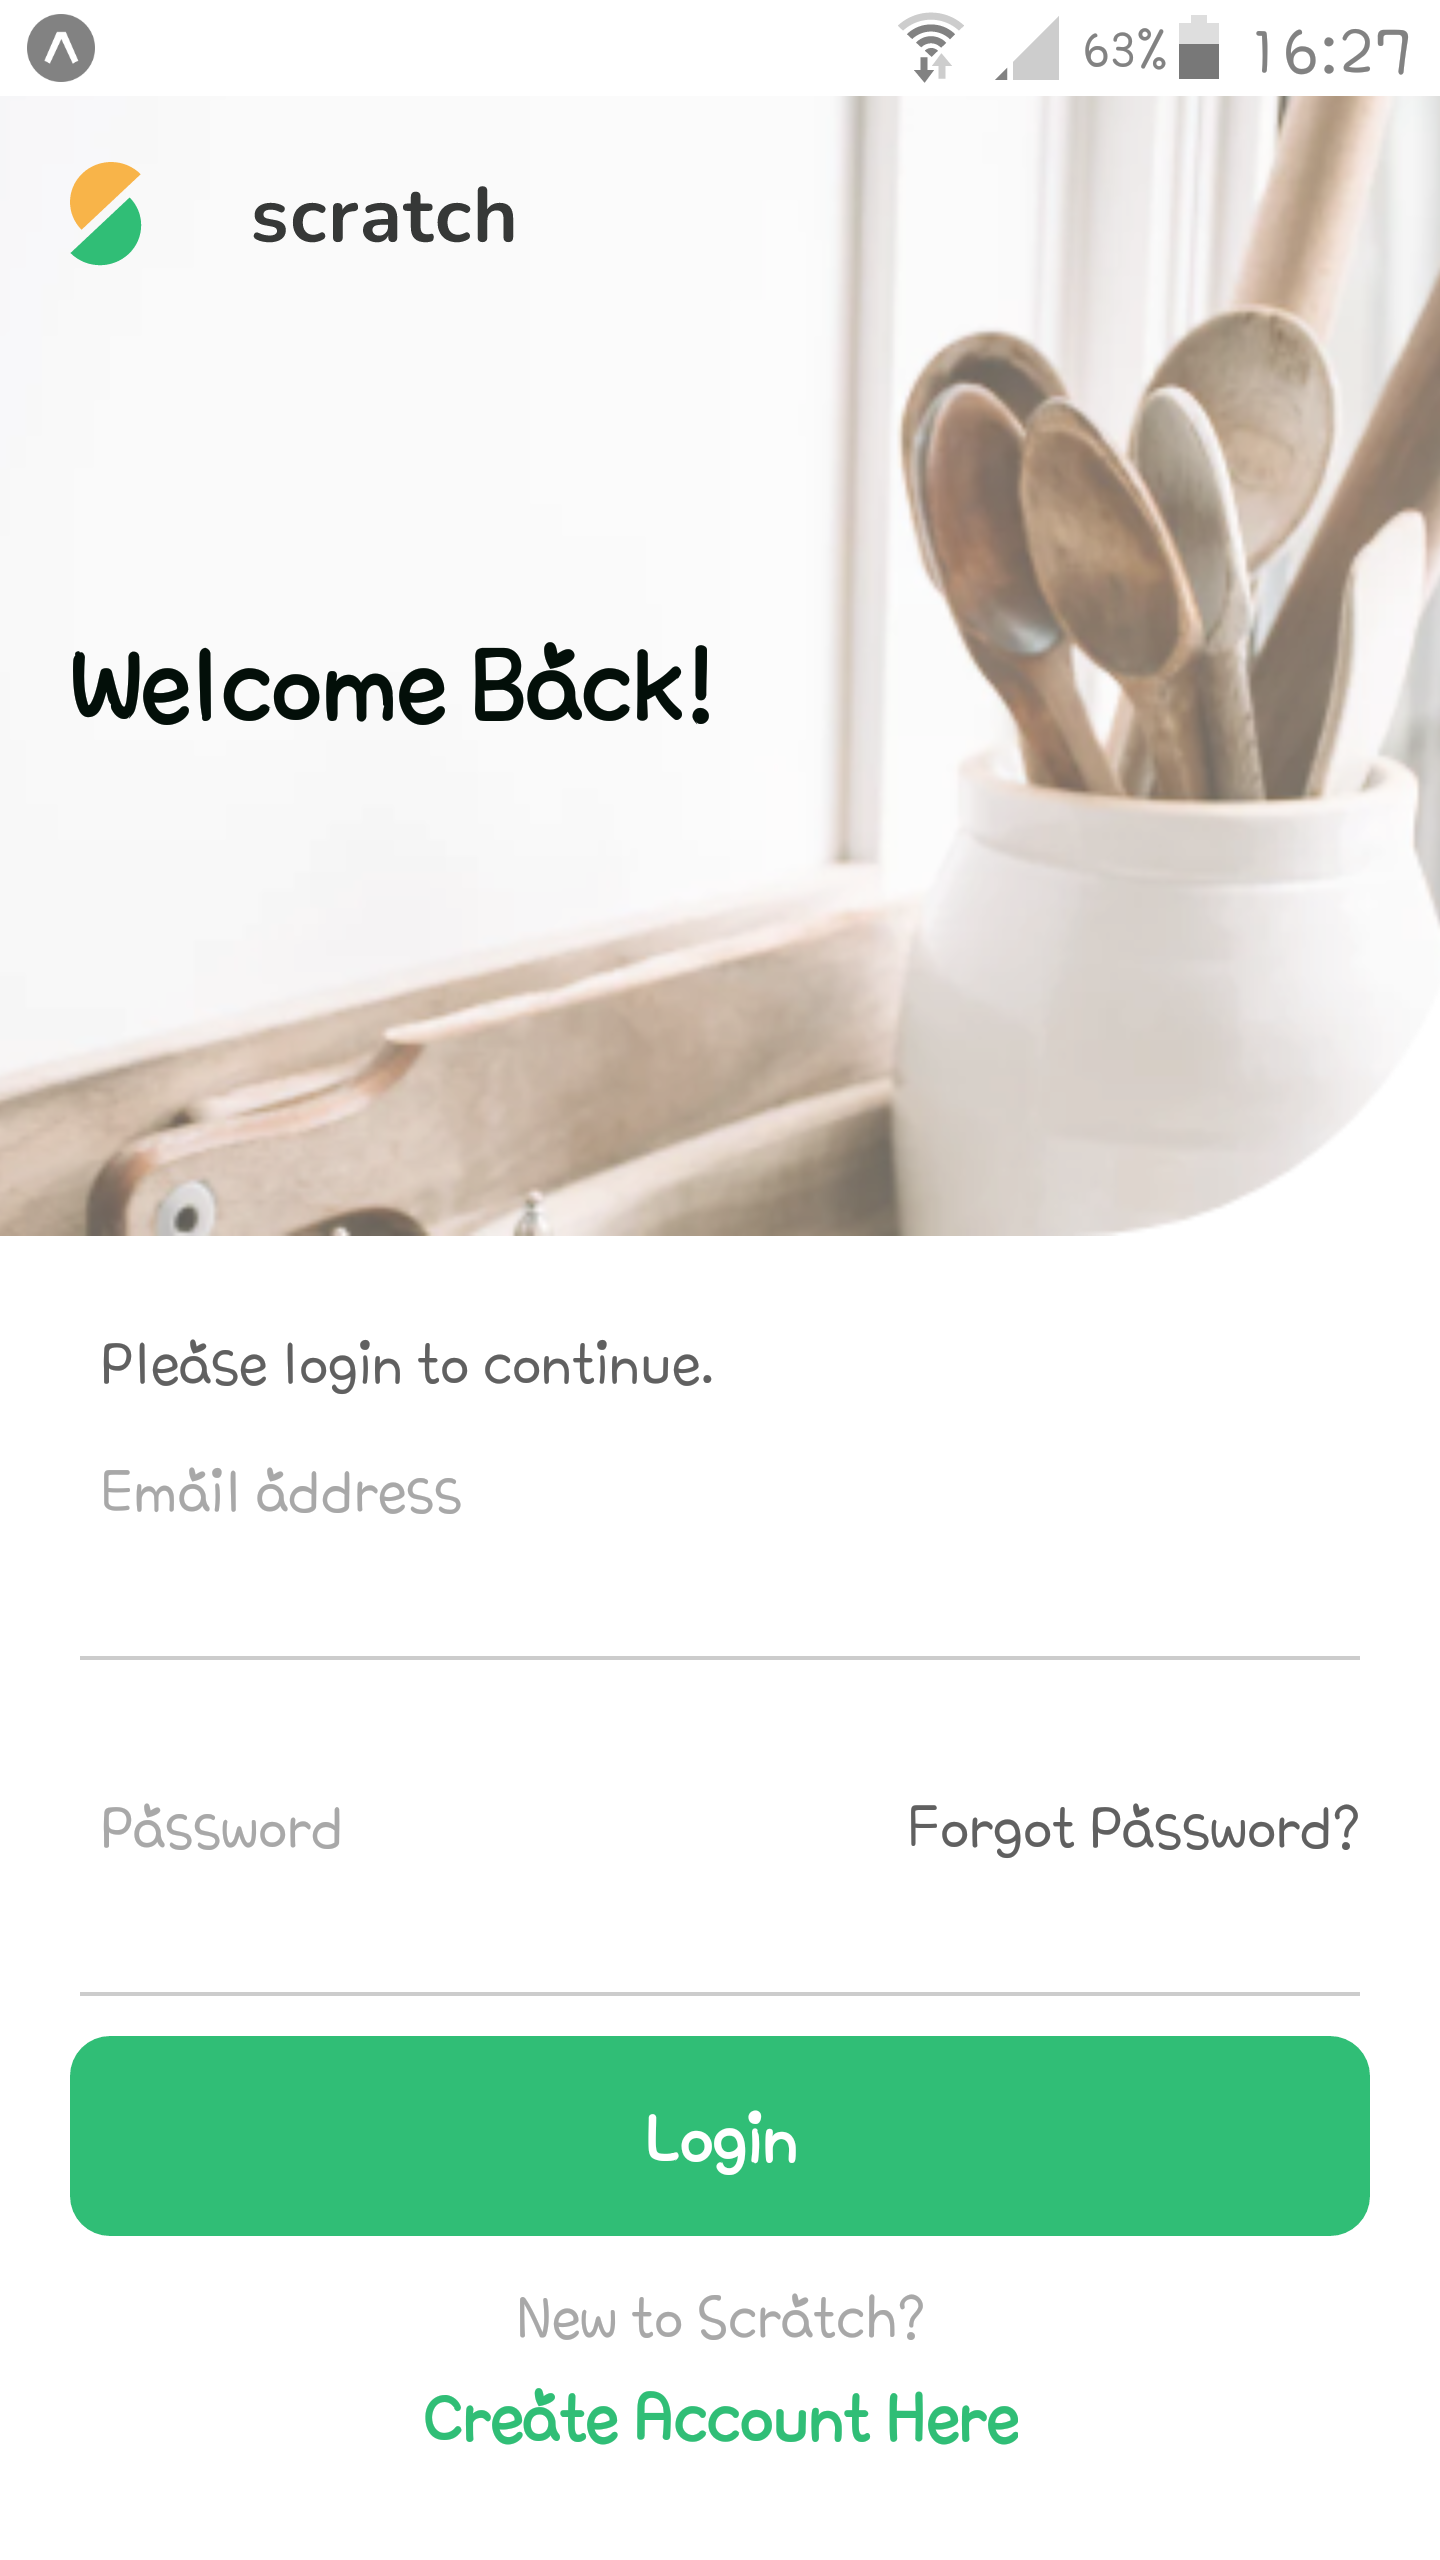 63% 16:27
scratch
Welcome Back!
Please login to continue.
Email address
Password Forgot Password?
Login
New to Scratch?
Create Account Here